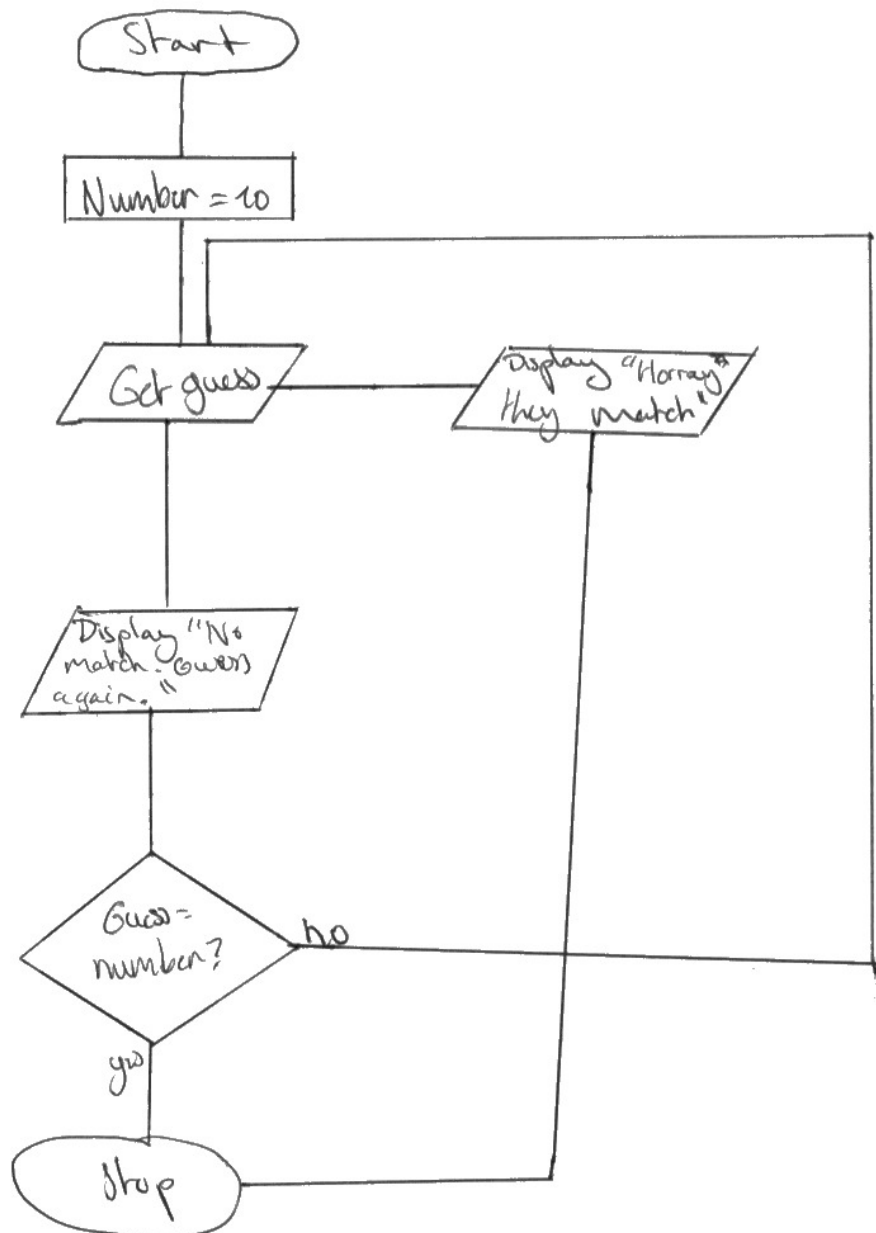 Start
Number = 10
Get guess
Display "Horray"
they match"
Display "No
match. Guess
again."
Guess =
number?
no
yes
Stop